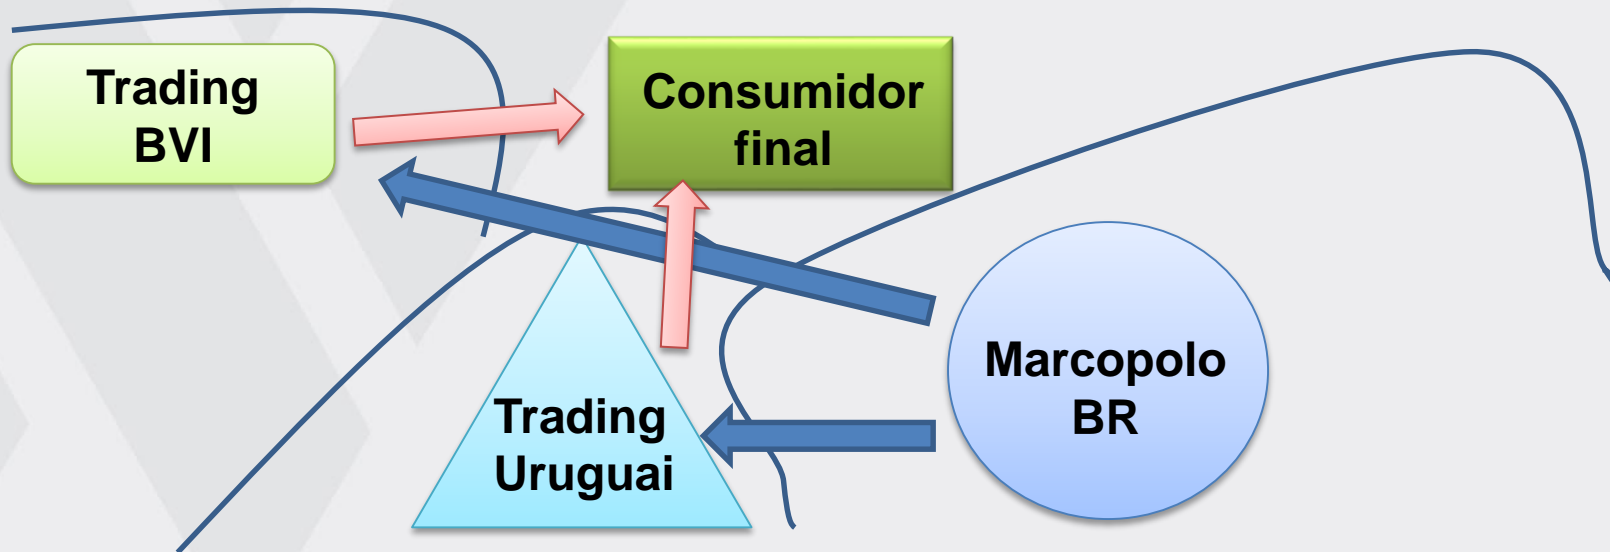 Trading
BVI
Consumidor
final
Trading
Uruguai
Marcopolo
BR